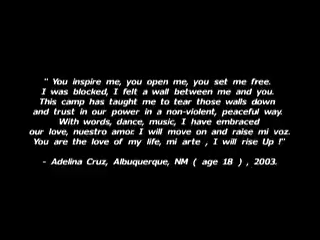 " You inspire me, you open me, you set me free.
I was blocked, I felt a wall between me and you.
This camp has taught me to tear those walls down
and trust in our power in a non-violent, peaceful way.
With words, dance, music, I have embraced
our love, nuestro amor. I will move on and raise mi voz.
You are the love of my life, mi arte , I will rise Up !"
- Adelina Cruz, Albuquerque, NM ( age 18 ) , 2003.